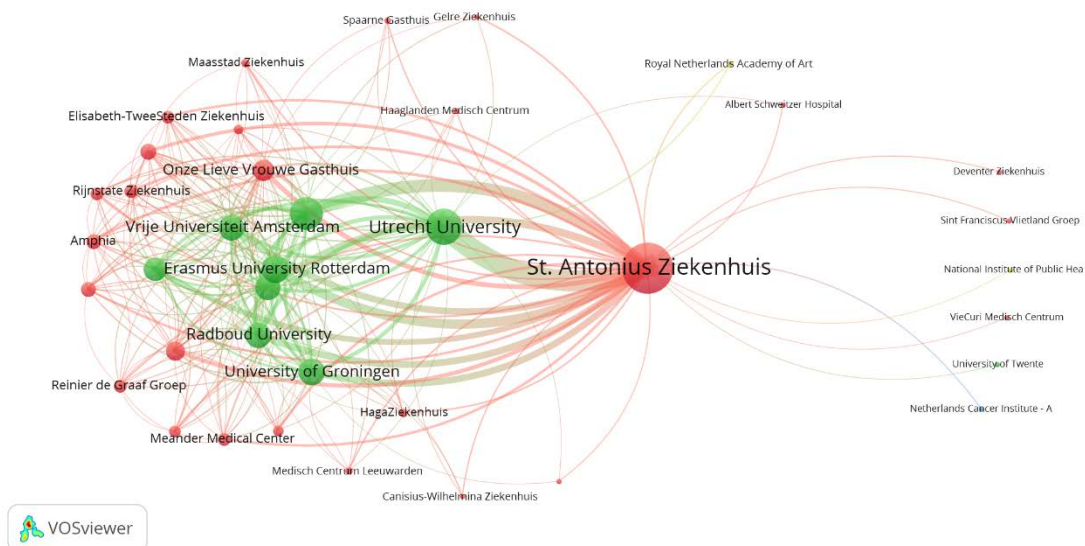 Spaarne Gasthuis
Gelre Ziekenhuis
Maasstad Ziekenhuis
Royal Netherlands Academy of Art
Albert Schweitzer Hospital
Haaglanden Medisch Centrum
Elisabeth-TweeSteden Ziekenhuis
Onze Lieve Vrouwe Gasthuis
Deventer Ziekenhuis
Rijnstate Ziekenhuis
Sint Franciscus Vlietland Groep
Vrije Universiteit Amsterdam
Utrecht University
Amphia
Erasmus University Rotterdam
St. Antonius Ziekenhuis
National Institute of Public Hea
VieCuri Medisch Centrum
Radboud University
University of Twente
University of Groningen
Reinier de Graaf Groep
Netherlands Cancer Institute - A
HagaZiekenhuis
Meander Medical Center
Medisch Centrum Leeuwarden
Canisius-Wilhelmina Ziekenhuis
VOSviewer